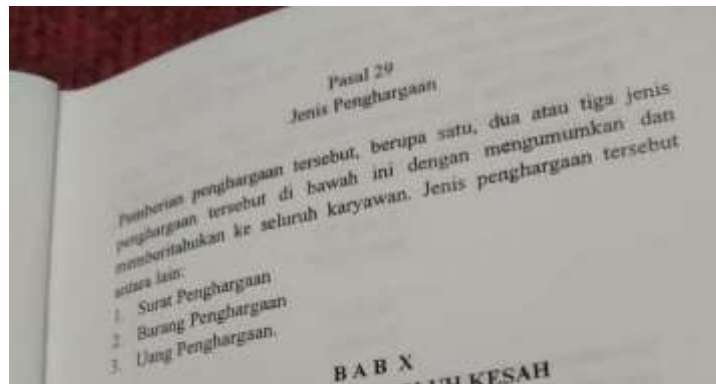 Pasal 29
Jenis Penghargaan
Pemberian penghargaan tersebut, berupa satu, dua atau tiga jenis
penghargaan tersebut di bawah ini dengan mengumumkan dan
memberitahukan ke seluruh karyawan. Jenis penghargaan tersebut
antara lain:
1. Surat Penghargaan
2. Barang Penghargaan
3. Uang Penghargaan.
BAB X
KESAH